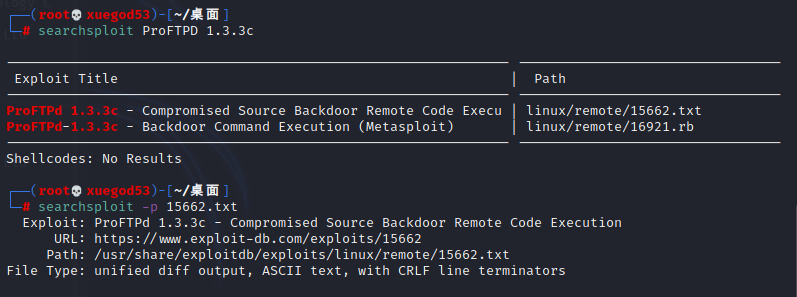 (root💀xuegod53)-[~/桌面]
# searchsploit ProFTPD 1.3.3c
Exploit Title | Path
ProFTPd 1.3.3c - Compromised Source Backdoor Remote Code Execu | linux/remote/15662.txt
ProFTPd-1.3.3c - Backdoor Command Execution (Metasploit) | linux/remote/16921.rb
Shellcodes: No Results
(root💀xuegod53)-[~/桌面]
# searchsploit -p 15662.txt
Exploit: ProFTPd 1.3.3c - Compromised Source Backdoor Remote Code Execution
URL: https://www.exploit-db.com/exploits/15662
Path: /usr/share/exploitdb/exploits/linux/remote/15662.txt
File Type: unified diff output, ASCII text, with CRLF line terminators